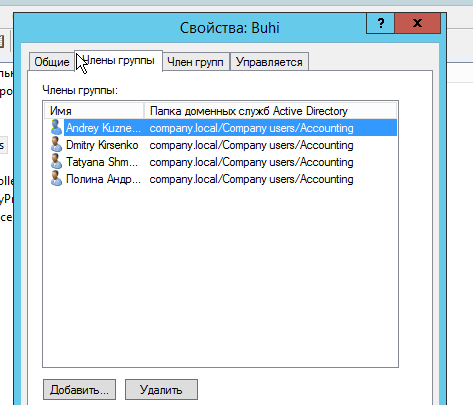 Свойства: Buhi
? x
Общие Члены группы Член групп Управляется
Члены группы:
Имя Папка доменных служб Active Directory
Andrey Kuzne... company.local/Company users/Accounting
Dmitry Kirsenko company.local/Company users/Accounting
Tatyana Shm... company.local/Company users/Accounting
Полина Андр... company.local/Company users/Accounting
Добавить... Удалить